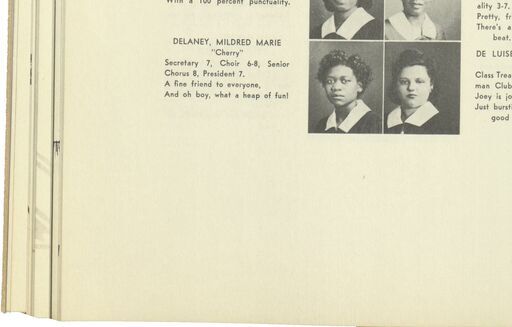 With a 100 percent punctuality.
DELANEY, MILDRED MARIE
"Cherry"
Secretary 7, Choir 6-8, Senior
Chorus 8, President 7.
A fine friend to everyone,
And oh boy, what a heap of fun!
ality 3-7.
Pretty, fr
There's a
beat.
DE LUISE
Class Trea
man Club
Joey is jo
Just bursti
good